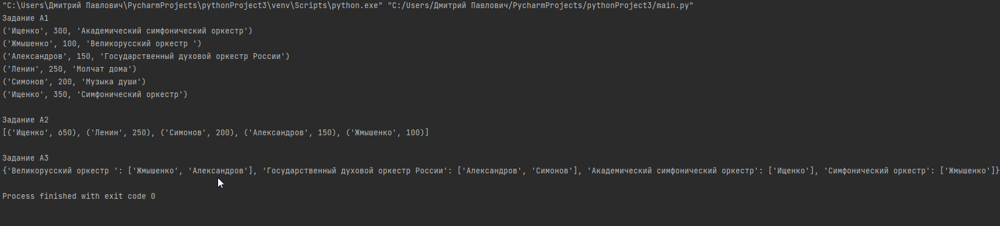 "C:\Users\Дмитрий Павлович\PycharmProjects\pythonProject3\venv\Scripts\python.exe" "C:/Users/Дмитрий Павлович/PycharmProjects/pythonProject3/main.py"
Задание А1
('Ищенко', 300, 'Академический симфонический оркестр')
('Жмышенко', 100, 'Великорусский оркестр ')
('Александров', 150, 'Государственный духовой оркестр России')
('Ленин', 250, 'Молчат дома')
('Симонов', 200, 'Музыка души')
('Ищенко', 350, 'Симфонический оркестр')
Задание А2
[('Ищенко', 650), ('Ленин', 250), ('Симонов', 200), ('Александров', 150), ('Жмышенко', 100)]
Задание А3
{'Великорусский оркестр ': ['Жмышенко', 'Александров'], 'Государственный духовой оркестр России': ['Александров', 'Симонов'], 'Академический симфонический оркестр': ['Ищенко'], 'Симфонический оркестр': ['Жмышенко']}
Process finished with exit code 0